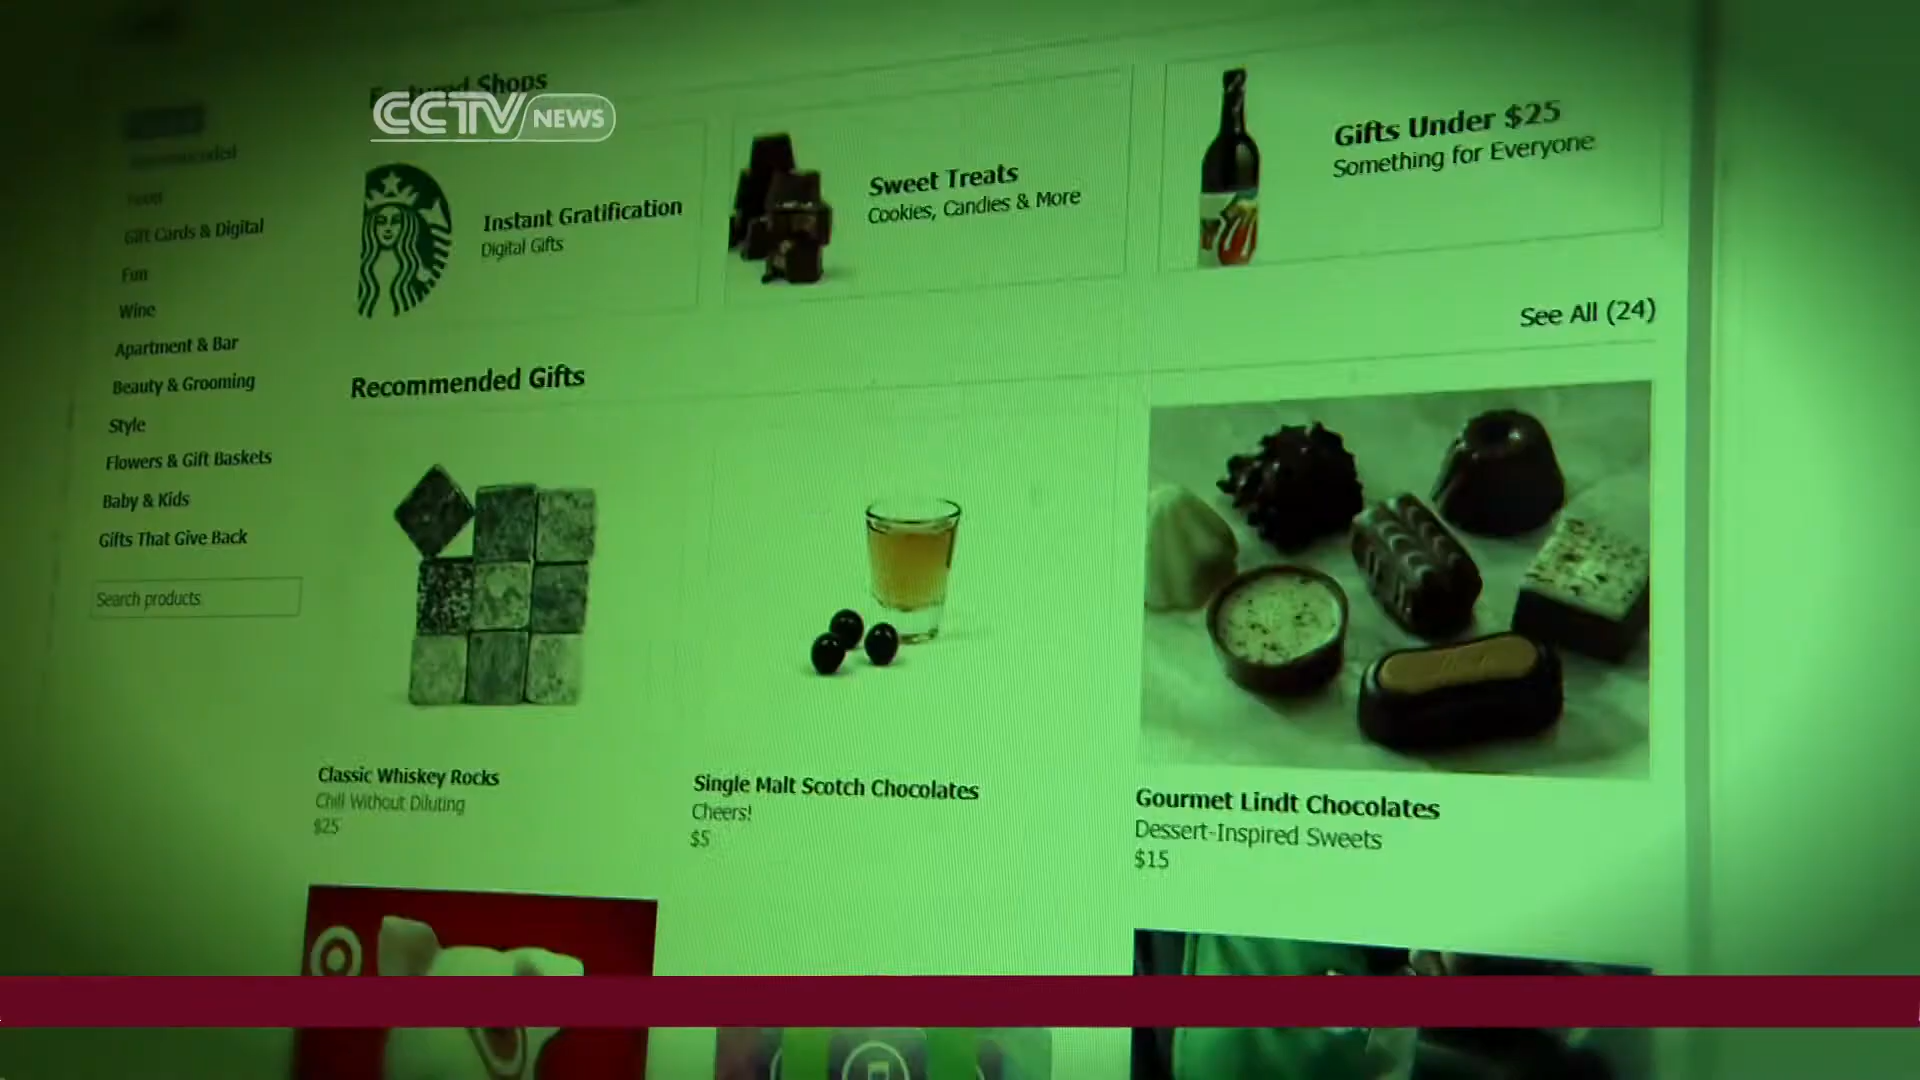 Featured Shops
CCTV NEWS
Gift Cards & Digital
Fun
Wine
Apartment & Bar
Beauty & Grooming
Style
Flowers & Gift Baskets
Baby & Kids
Gifts That Give Back
Search products
Instant Gratification
Digital Gifts
Sweet Treats
Cookies, Candies & More
Gifts Under $25
Something for Everyone
See All (24)
Recommended Gifts
Classic Whiskey Rocks
Chill Without Diluting
$25
Single Malt Scotch Chocolates
Cheers!
$5
Gourmet Lindt Chocolates
Dessert-Inspired Sweets
$15